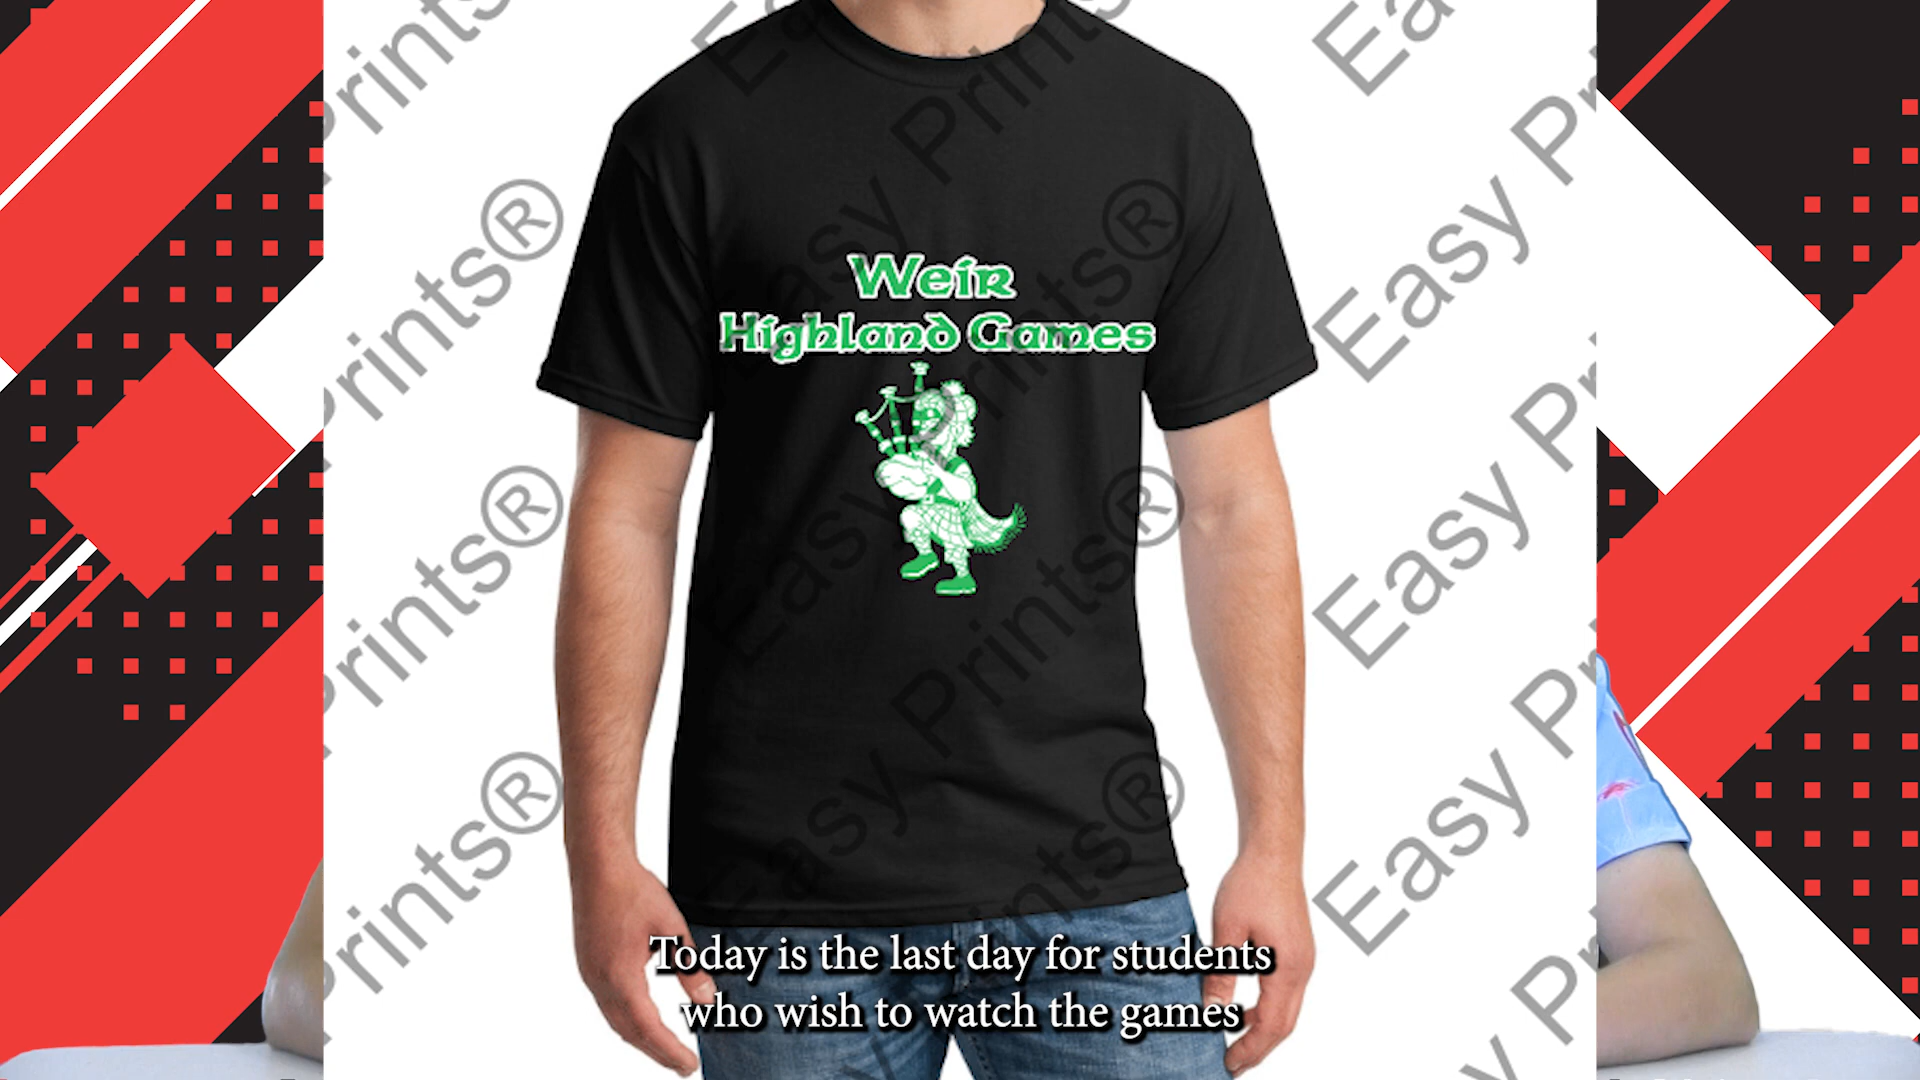 Weir
Highland Games
Easy Prints®
Today is the last day for students
who wish to watch the games